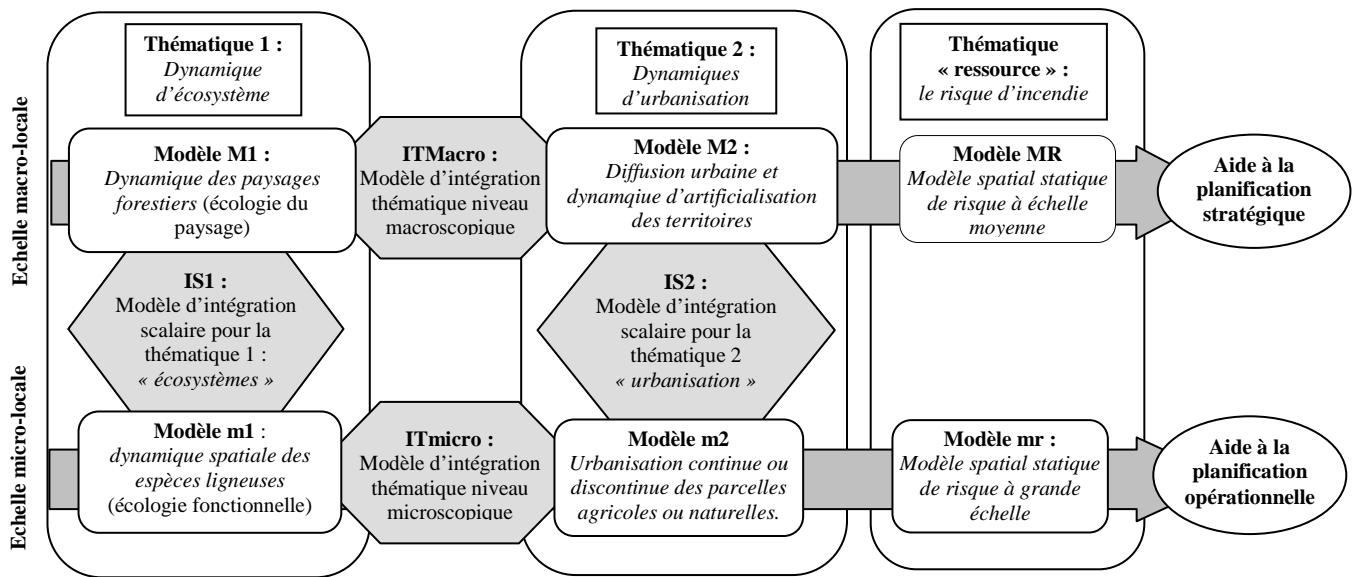 Thématique 1 :
Dynamique
d’écosystème
Thématique 2 :
Dynamiques
d’urbanisation
Thématique
« ressource » :
le risque d’incendie
Echelle macro-locale
Modèle M1 :
Dynamique des paysages
forestiers (écologie du
paysage)
ITMacro :
Modèle d’intégration
thématique niveau
macroscopique
Modèle M2 :
Diffusion urbaine et
dynamqiue d’artificialisation
des territoires
Modèle MR
Modèle spatial statique
de risque à échelle
moyenne
Aide à la
planification
stratégique
IS1 :
Modèle d’intégration
scalaire pour la
thématique 1 :
« écosystèmes »
IS2 :
Modèle d’intégration
scalaire pour la
thématique 2
« urbanisation »
Echelle micro-locale
Modèle m1 :
dynamique spatiale des
espèces ligneuses
(écologie fonctionnelle)
ITmicro :
Modèle d’intégration
thématique niveau
microscopique
Modèle m2
Urbanisation continue ou
discontinue des parcelles
agricoles ou naturelles.
Modèle mr :
Modèle spatial statique
de risque à grande
échelle
Aide à la
planification
opérationnelle